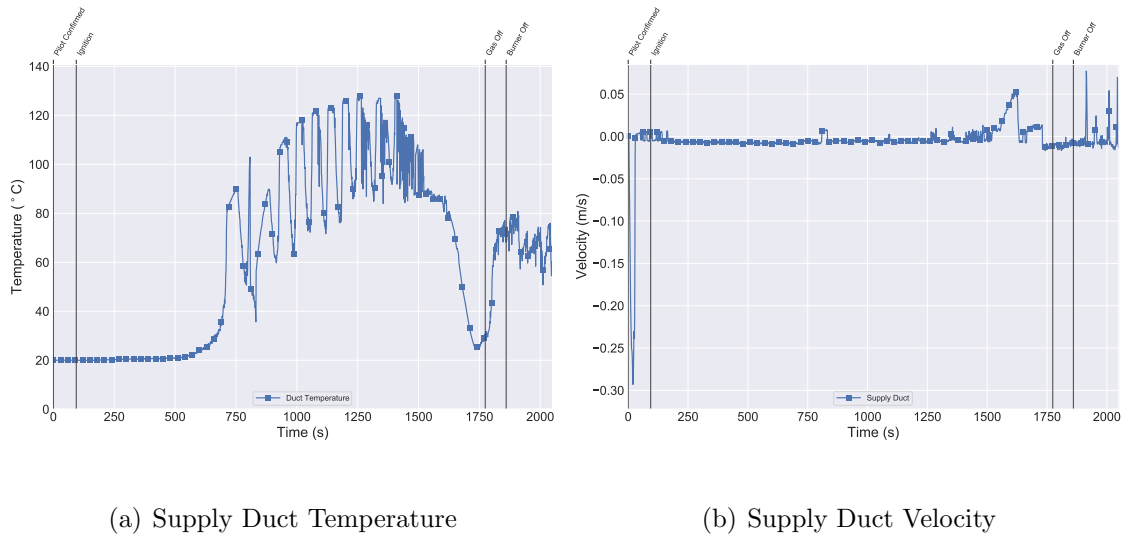 Pilot Confirmed
Ignition
Gas Off
Burner Off
140
120
100
80
60
40
20
0
Temperature (°C)
0 250 500 750 1000 1250 1500 1750 2000
Time (s)
Duct Temperature
(a) Supply Duct Temperature
Pilot Confirmed
Ignition
Gas Off
Burner Off
0.05
0.00
−0.05
−0.10
−0.15
−0.20
−0.25
−0.30
Velocity (m/s)
0 250 500 750 1000 1250 1500 1750 2000
Time (s)
Supply Duct
(b) Supply Duct Velocity